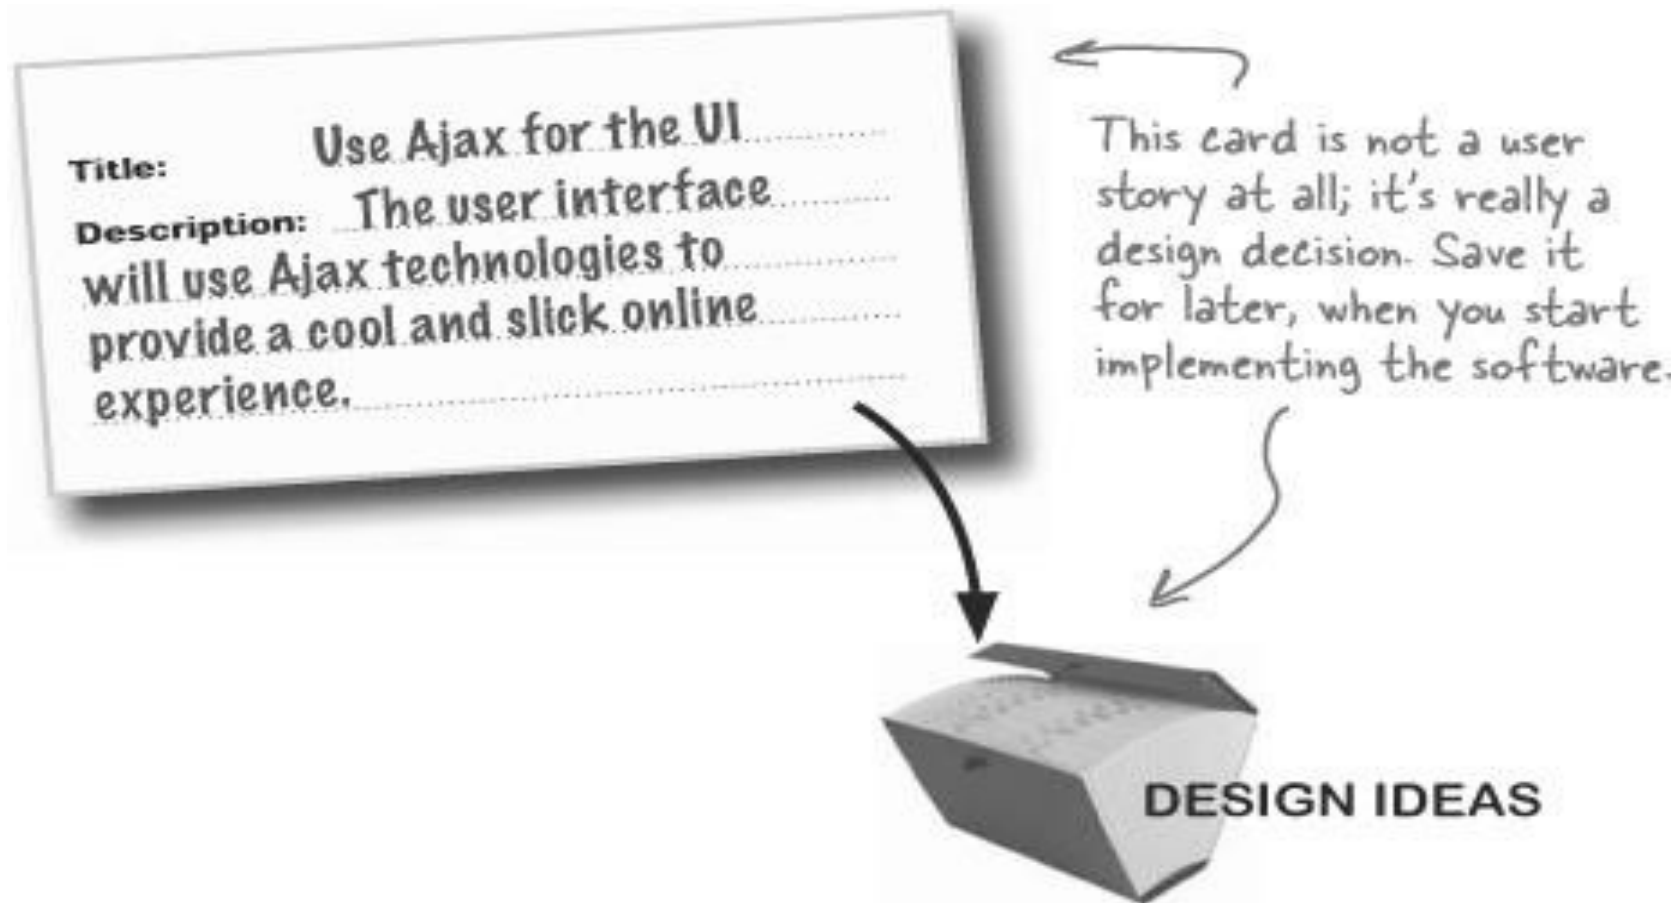 Title: Use Ajax for the UI
Description: The user interface
will use Ajax technologies to
provide a cool and slick online
experience.
This card is not a user
story at all; it's really a
design decision. Save it
for later, when you start
implementing the software.
DESIGN IDEAS